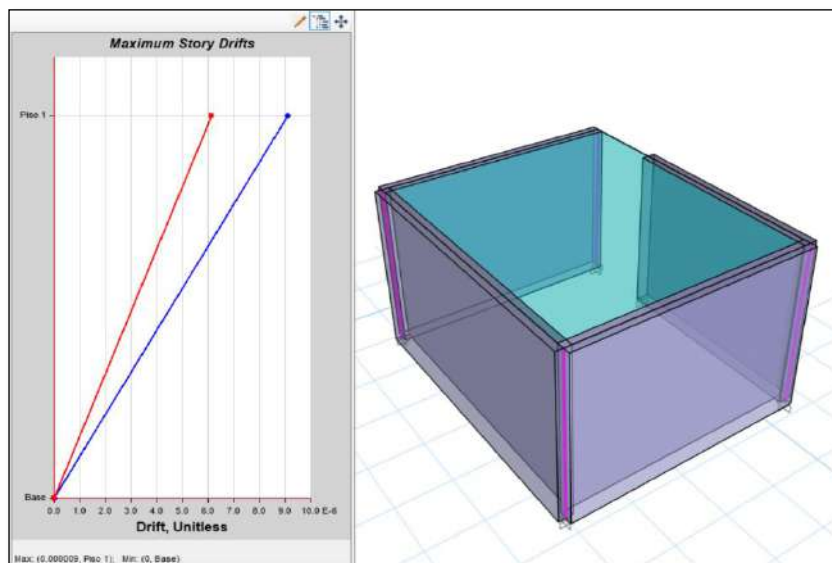 Maximum Story Drifts
Piso 1
Base
0.0 1.0 2.0 3.0 4.0 5.0 6.0 7.0 8.0 9.0 10.0 E-6
Drift, Unitless
Max: (0.000009, Piso 1); Min: (0, Base)